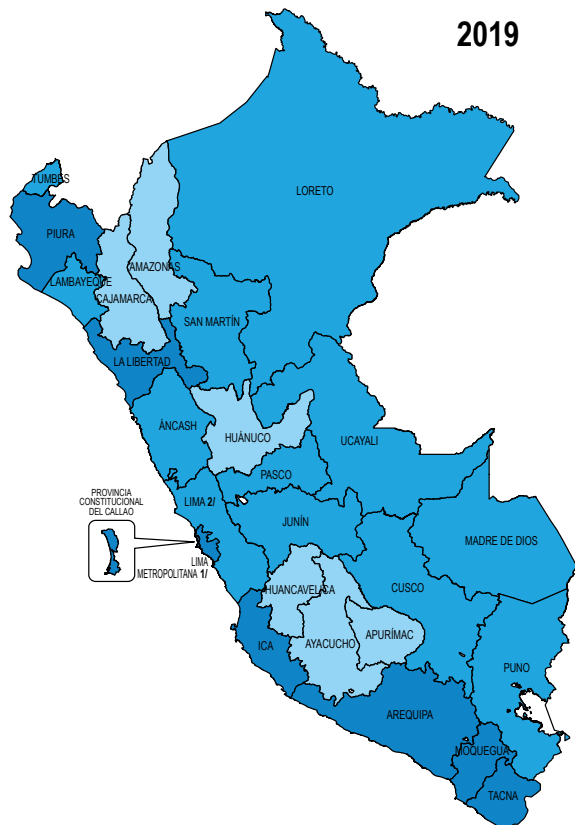 2019
TUMBES
LORETO
PIURA
AMAZONAS
LAMBAYEQUE
CAJAMARCA
SAN MARTÍN
LA LIBERTAD
ÁNCASH
HUÁNUCO
UCAYALI
PASCO
PROVINCIA
CONSTITUCIONAL
DEL CALLAO
LIMA 2/
JUNÍN
MADRE DE DIOS
LIMA
METROPOLITANA 1/
HUANCAVELICA
CUSCO
APURÍMAC
ICA
AYACUCHO
PUNO
AREQUIPA
MOQUEGUA
TACNA